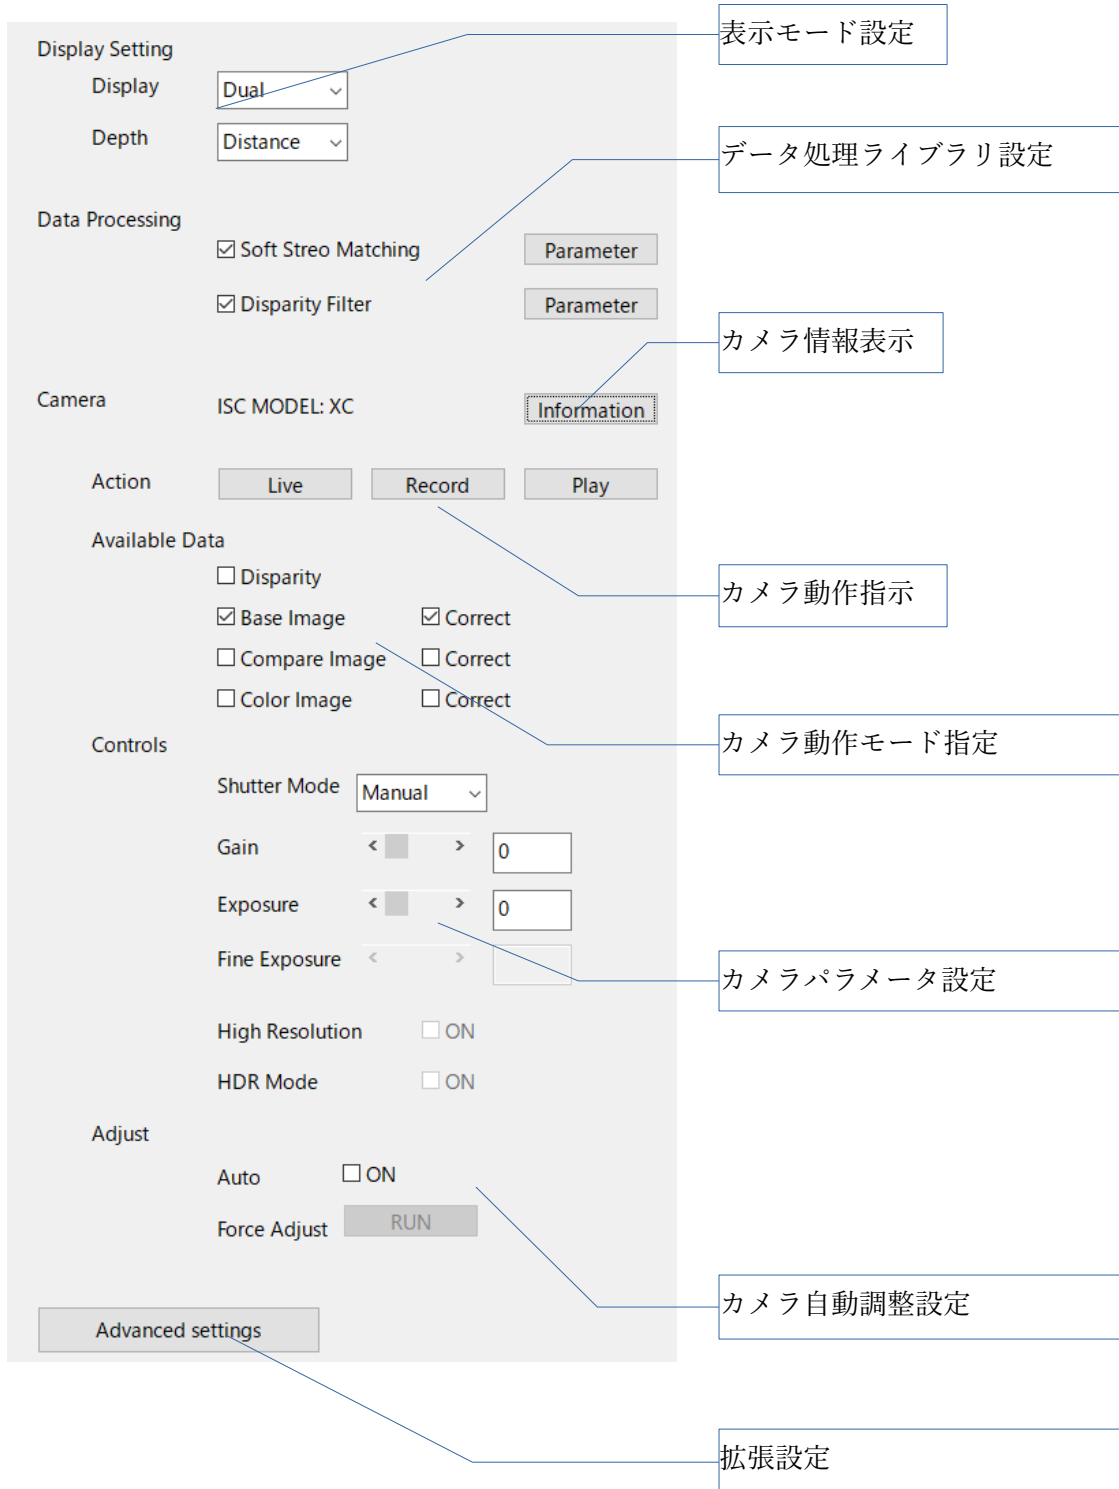 表示モード設定
Display Setting
Display Dual
Depth Distance
データ処理ライブラリ設定
Data Processing
Soft Streo Matching Parameter
Disparity Filter Parameter
カメラ情報表示
Camera ISC MODEL: XC Information
Action Live Record Play
Available Data
Disparity
カメラ動作指示
Base Image Correct
Compare Image Correct
Color Image Correct
カメラ動作モード指定
Controls
Shutter Mode Manual
Gain 0
Exposure 0
Fine Exposure
カメラパラメータ設定
High Resolution ON
HDR Mode ON
Adjust
Auto ON
Force Adjust RUN
カメラ自動調整設定
Advanced settings
拡張設定